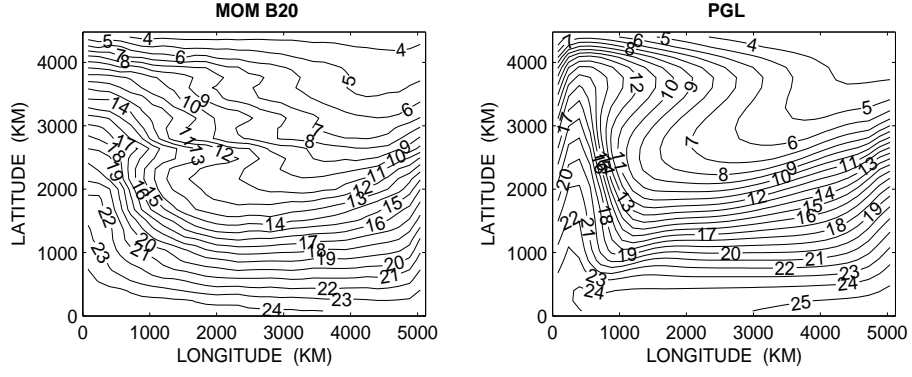 MOM B20
PGL
LATITUDE (KM)
4000
3000
2000
1000
0
0 1000 2000 3000 4000 5000
LONGITUDE (KM)
5 4 4
7 6
8 5
10 9 6
14 7
17 11 12 8 9
18 13 10
19 11
16 15 12
22 13 15
14 16
20 17
23 21 18
19 20
21
22 23
24
LATITUDE (KM)
4000
3000
2000
1000
0
0 1000 2000 3000 4000 5000
LONGITUDE (KM)
7 6 5 4
8
12 10 9
5
17 7 6
11
20 8 9 10 11 13
13 12 14
15
22 21 18 16 19
17 18
19 20 21
23 22 23
24 25